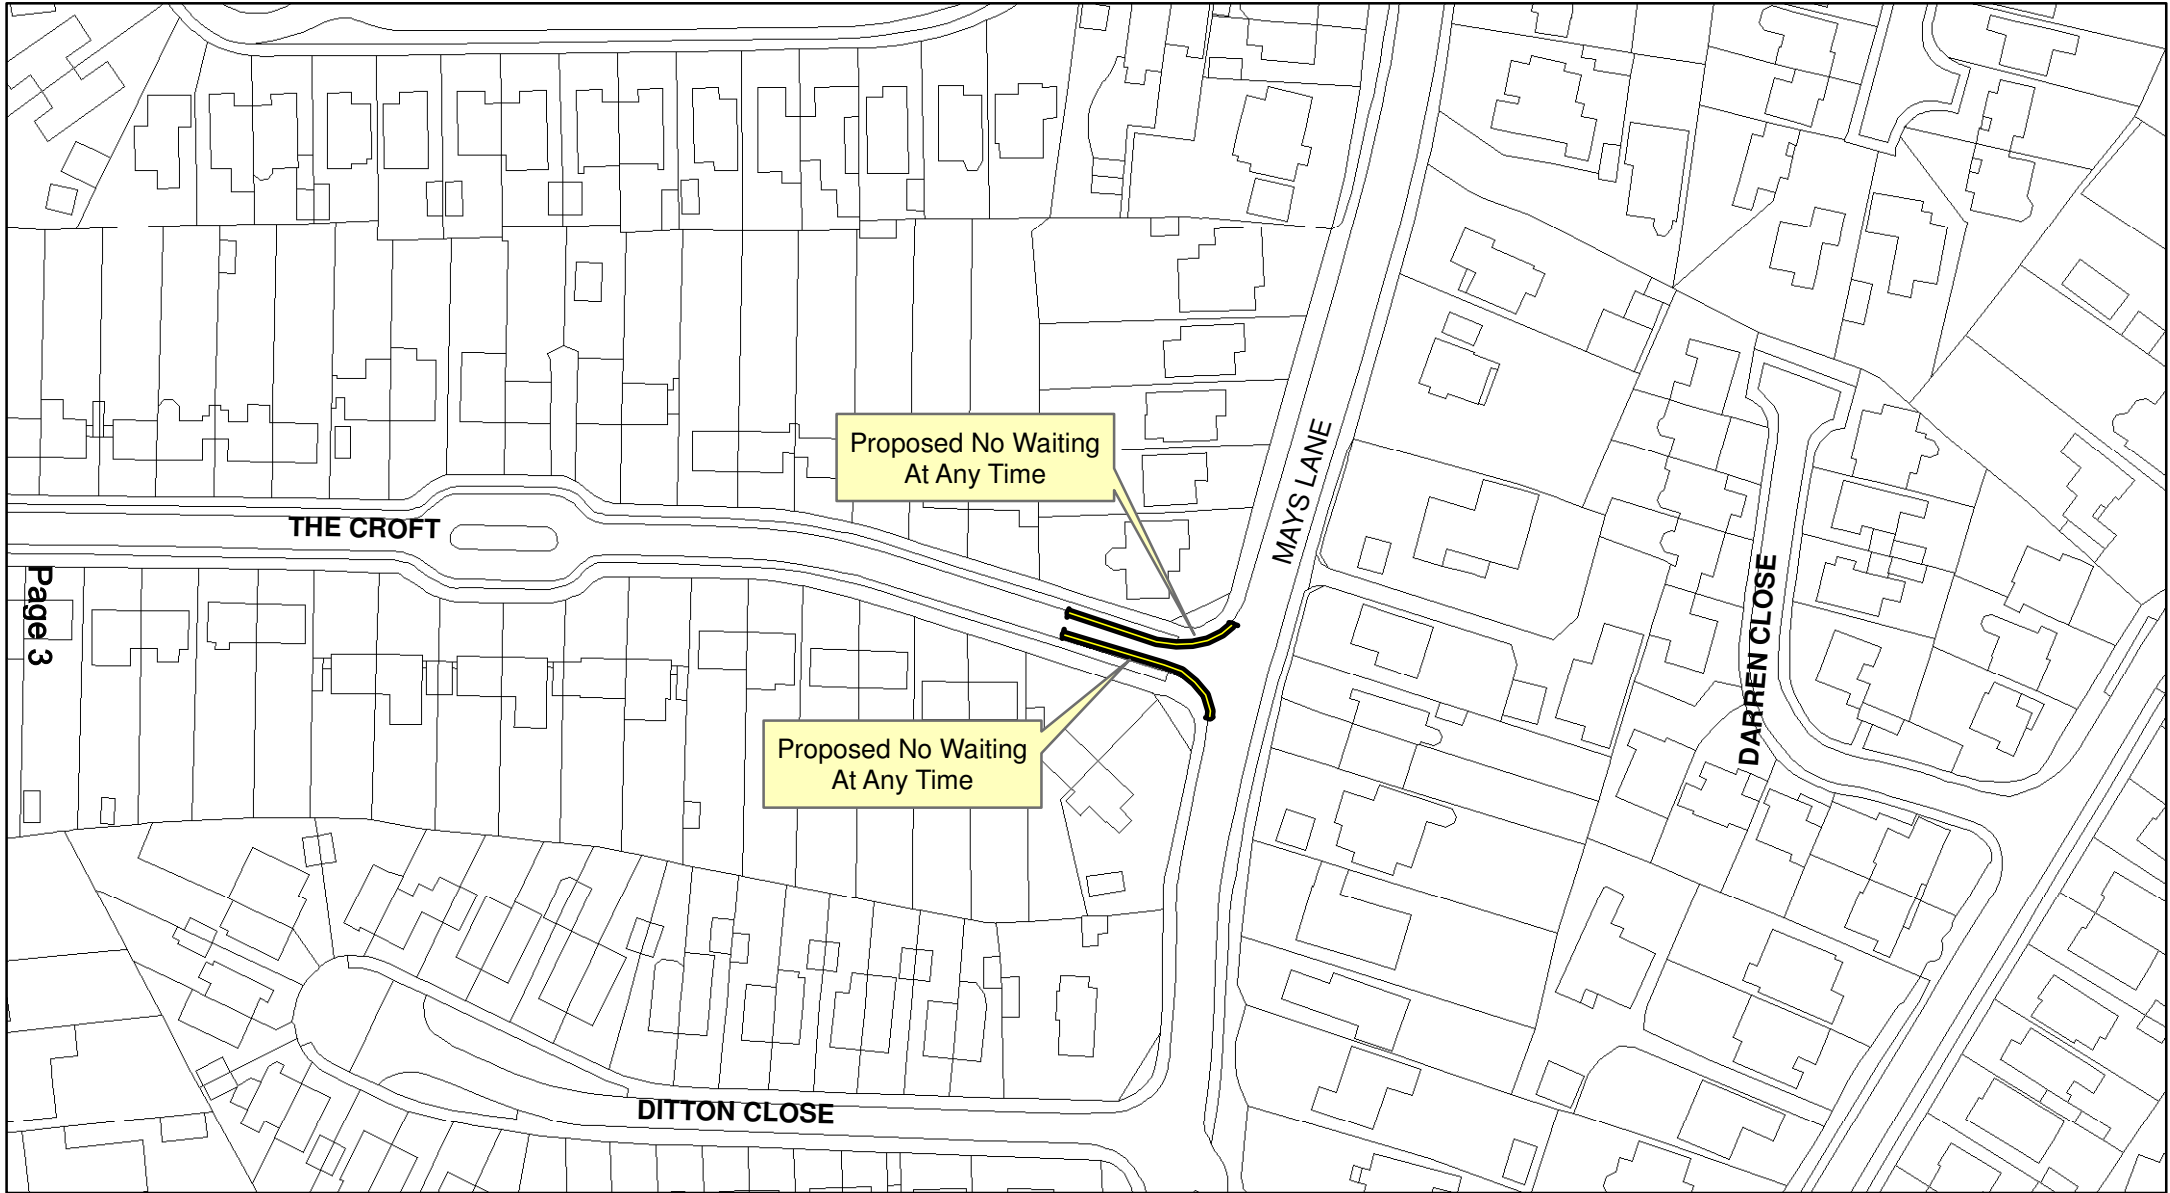 Proposed No Waiting
At Any Time
MAYS LANE
THE CROFT
Page 3
DARREN CLOSE
Proposed No Waiting
At Any Time
DITTON CLOSE